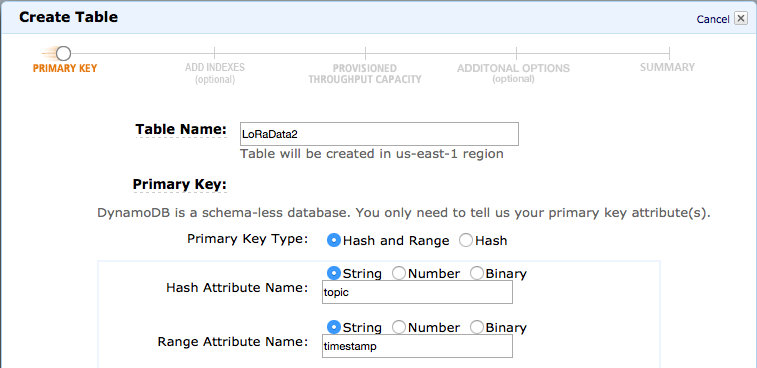 Create Table
Cancel
PRIMARY KEY
ADD INDEXES
(optional)
PROVISIONED
THROUGHPUT CAPACITY
ADDITONAL OPTIONS
(optional)
SUMMARY
Table Name: LoRaData2
Table will be created in us-east-1 region
Primary Key:
DynamoDB is a schema-less database. You only need to tell us your primary key attribute(s).
Primary Key Type: Hash and Range Hash
String Number Binary
Hash Attribute Name: topic
String Number Binary
Range Attribute Name: timestamp